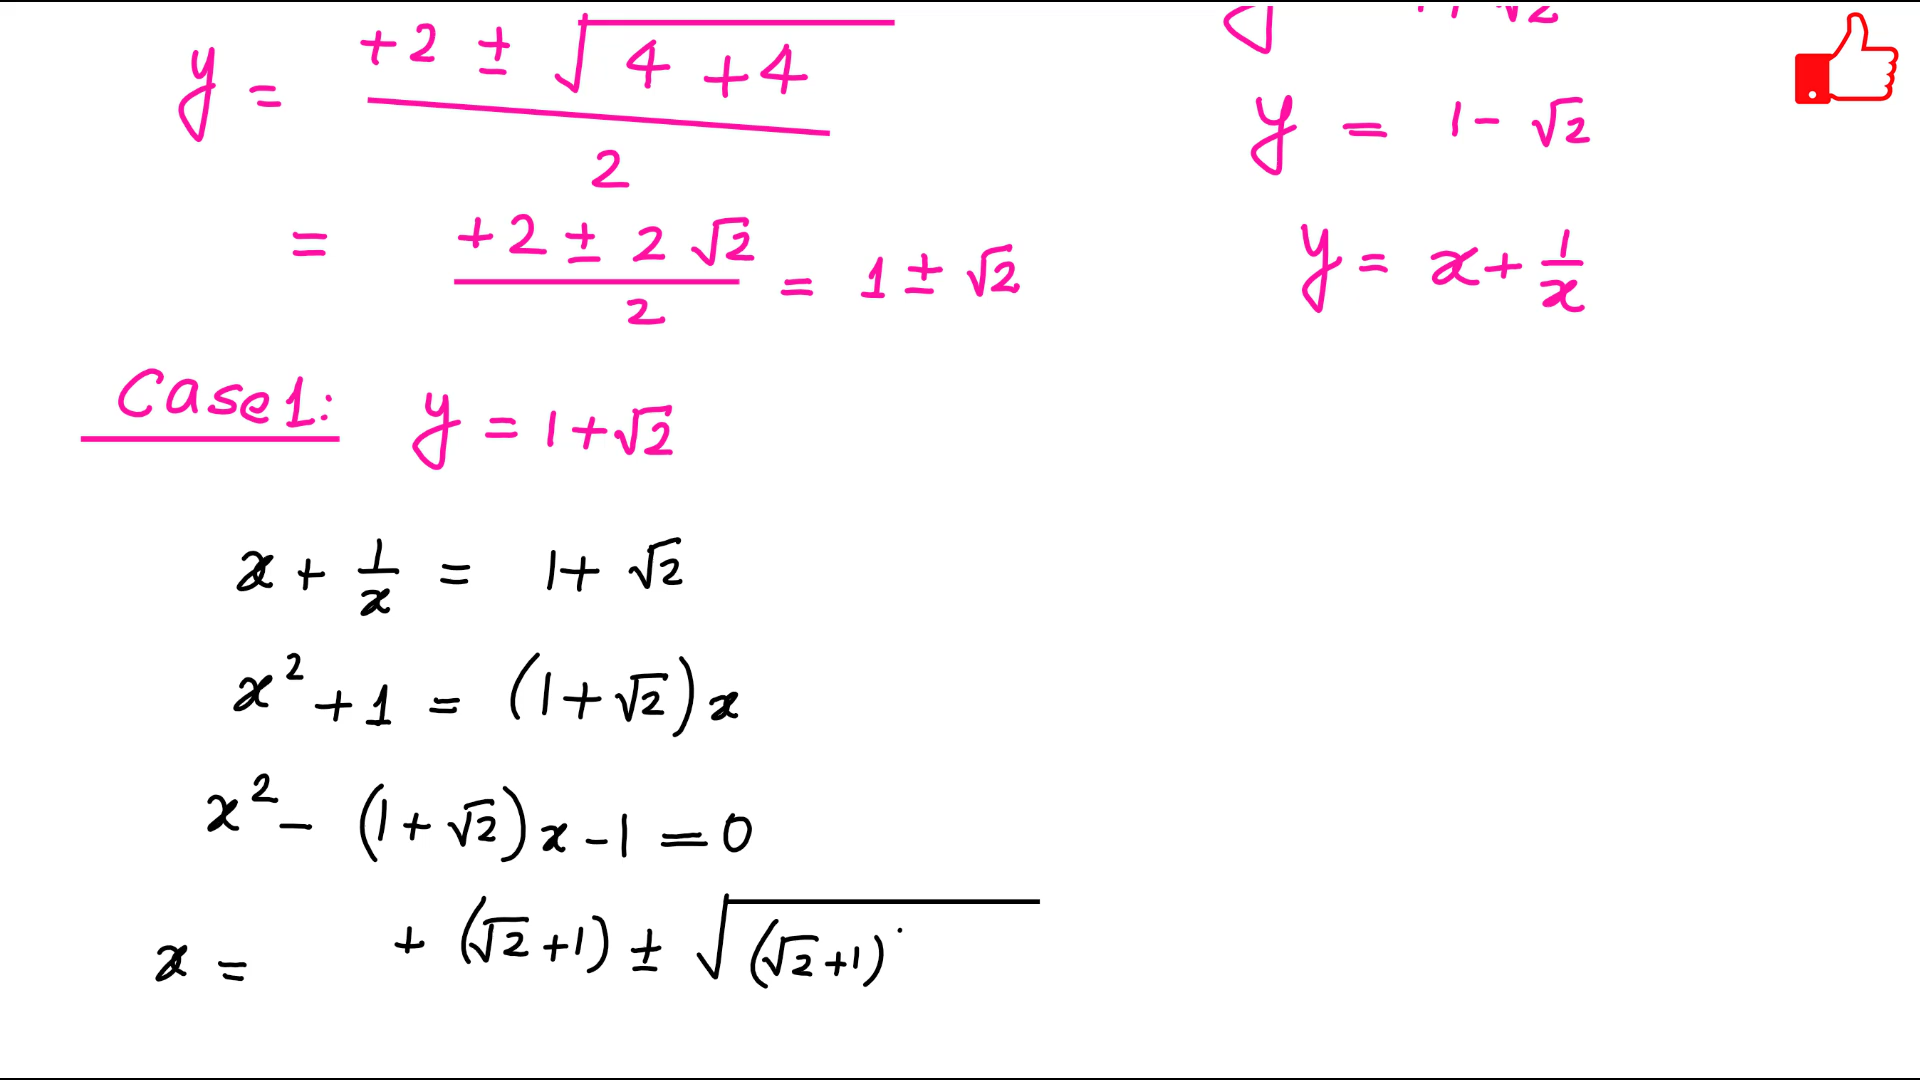 y = (+2 ± √(4 + 4)) / 2
= (+2 ± 2√2) / 2 = 1 ± √2
y = 1 - √2
y = x + 1/x
Case 1: y = 1 + √2
x + 1/x = 1 + √2
x² + 1 = (1 + √2)x
x² - (1 + √2)x - 1 = 0
x = + (√2 + 1) ± √(√2 + 1)